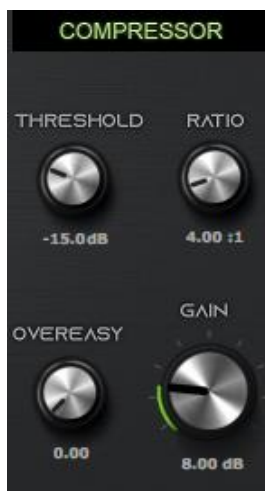 COMPRESSOR
THRESHOLD RATIO
-15.0dB 4.00 :1
GAIN
OVEREASY
0.00 8.00 dB